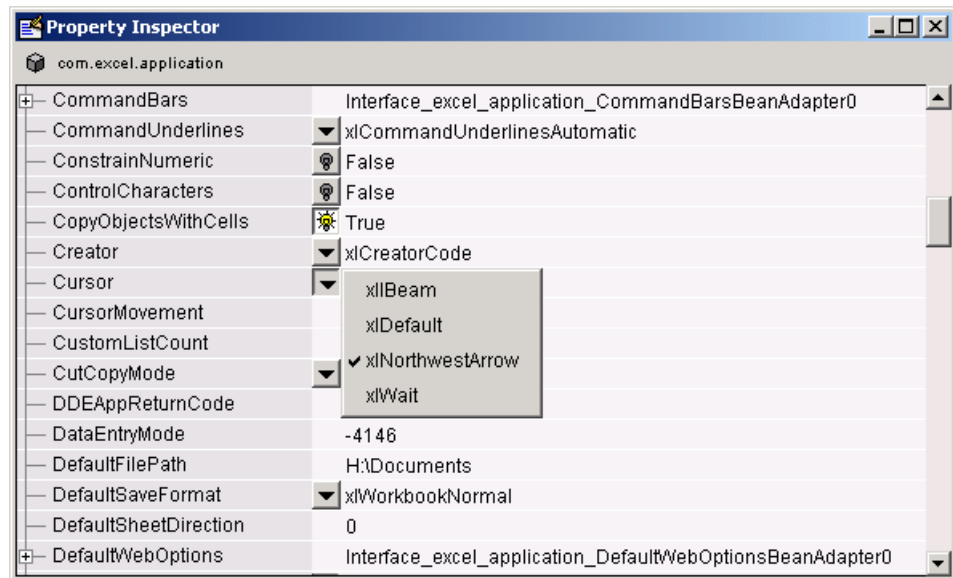 Property Inspector
com.excel.application
CommandBars Interface_excel_application_CommandBarsBeanAdapter0
CommandUnderlines xlCommandUnderlinesAutomatic
ConstrainNumeric False
ControlCharacters False
CopyObjectsWithCells True
Creator xlCreatorCode
Cursor
xlIBeam
CursorMovement
xlDefault
CustomListCount
xlNorthwestArrow
CutCopyMode
xlWait
DDEAppReturnCode
DataEntryMode -4146
DefaultFilePath H:\Documents
DefaultSaveFormat xlWorkbookNormal
DefaultSheetDirection 0
DefaultWebOptions Interface_excel_application_DefaultWebOptionsBeanAdapter0